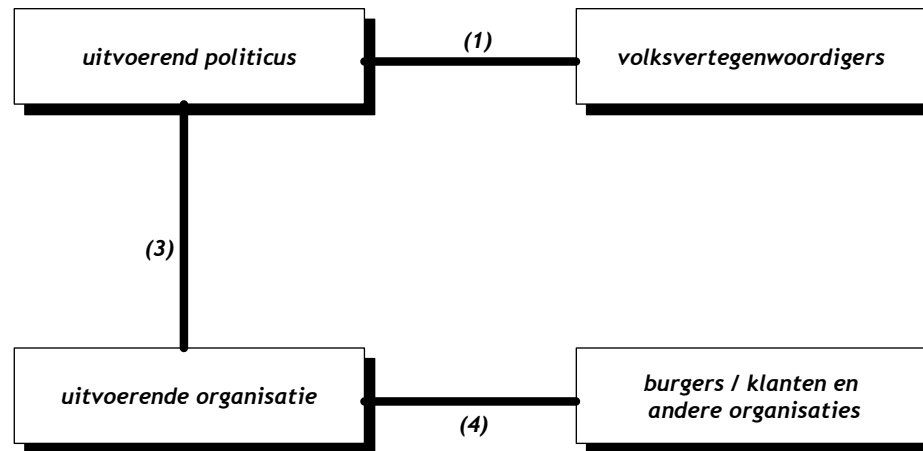 uitvoerend politicus
(1)
volksvertegenwoordigers
(3)
uitvoerende organisatie
(4)
burgers / klanten en
andere organisaties